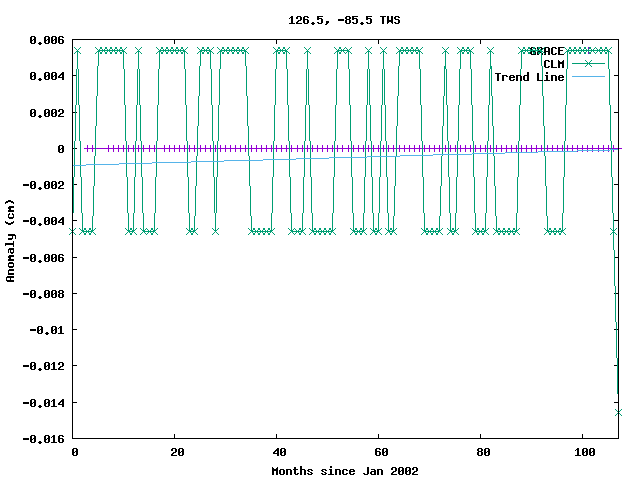 126.5, -85.5 TWS
GRACE
CLM
Trend Line
0.006
0.004
0.002
0
-0.002
-0.004
-0.006
-0.008
-0.01
-0.012
-0.014
-0.016
Anomaly (cm)
0 20 40 60 80 100
Months since Jan 2002